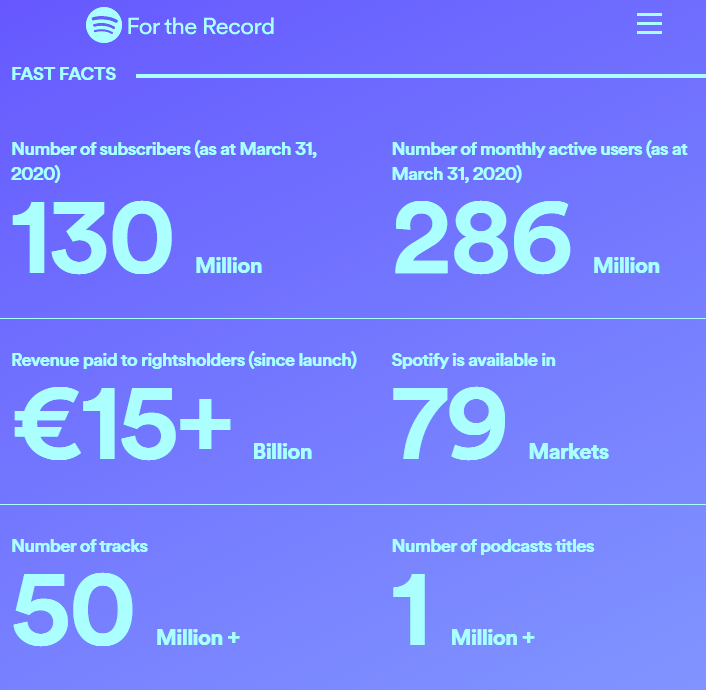 For the Record
FAST FACTS
Number of subscribers (as at March 31,
2020)
130 Million
Number of monthly active users (as at
March 31, 2020)
286 Million
Revenue paid to rightsholders (since launch)
€15+ Billion
Spotify is available in
79 Markets
Number of tracks
50 Million +
Number of podcasts titles
1 Million +